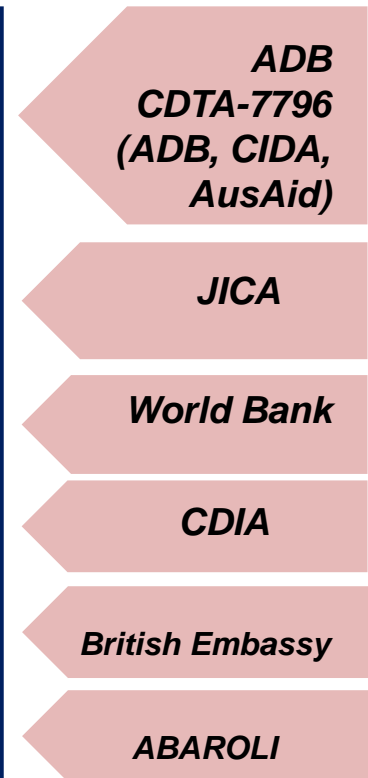 ADB
CDTA-7796
(ADB, CIDA,
AusAid)
JICA
World Bank
CDIA
British Embassy
ABAROLI